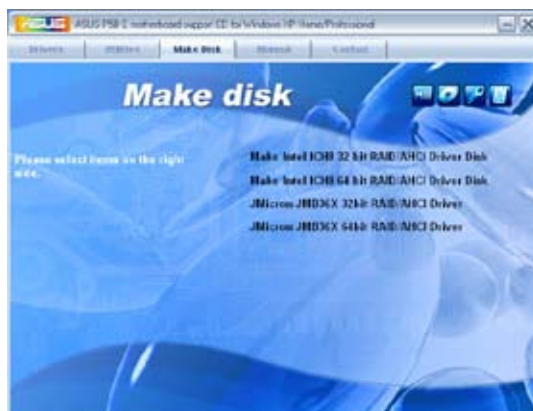 ASUS P5B-E motherboard support CD for Windows XP Home/Professional
Drivers
Utilities
Make Disk
Manual
Contact
Make disk
Please select items on the right
side.
Make Intel ICH8 32 bit RAID/AHCI Driver Disk
Make Intel ICH8 64 bit RAID/AHCI Driver Disk
JMicron JMB36X 32bit RAID/AHCI Driver
JMicron JMB36X 64bit RAID/AHCI Driver